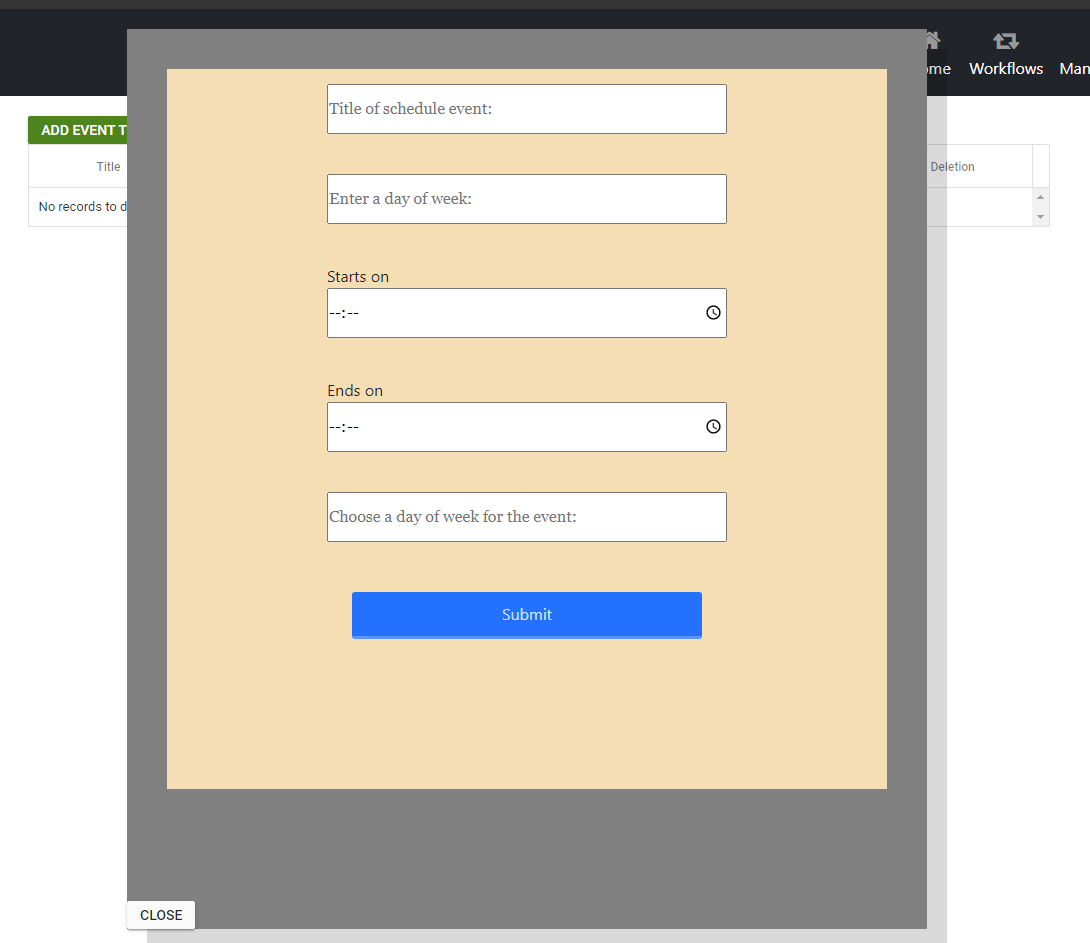 ome Workflows Man
ADD EVENT T
Title
Deletion
No records to d
Title of schedule event:
Enter a day of week:
Starts on
--:--
Ends on
--:--
Choose a day of week for the event:
Submit
CLOSE